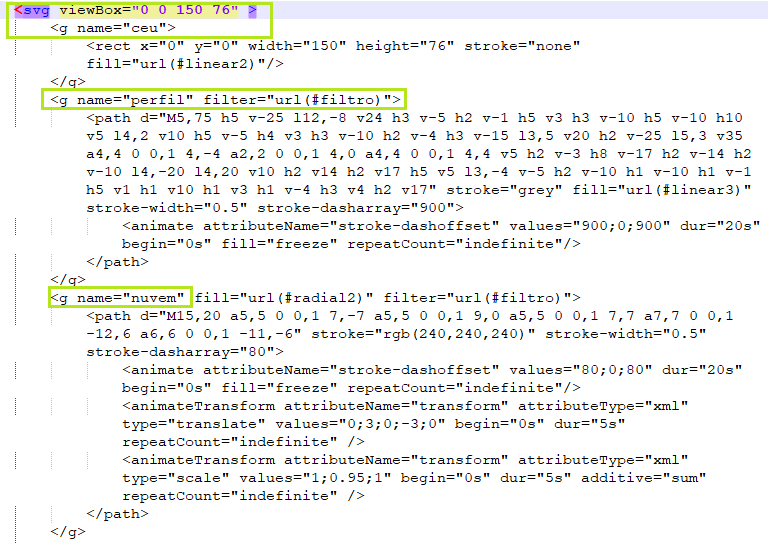 <svg viewBox="0 0 150 76" >
<g name="ceu">
<rect x="0" y="0" width="150" height="76" stroke="none"
fill="url(#linear2)"/>
</g>
<g name="perfil" filter="url(#filtro)">
<path d="M5,75 h5 v-25 l12,-8 v24 h3 v-5 h2 v-1 h5 v3 h3 v-10 h5 v-10 h10
v5 l4,2 v10 h5 v-5 h4 v3 h3 v-10 h2 v-4 h3 v-15 l3,5 v20 h2 v-25 l5,3 v35
a4,4 0 0,1 4,-4 a2,2 0 0,1 4,0 a4,4 0 0,1 4,4 v5 h2 v-3 h8 v-17 h2 v-14 h2
v-10 l4,-20 l4,20 v10 h2 v14 h2 v17 h5 v5 l3,-4 v-5 h2 v-10 h1 v-10 h1 v-1
h5 v1 h1 v10 h1 v3 h1 v-4 h3 v4 h2 v17" stroke="grey" fill="url(#linear3)"
stroke-width="0.5" stroke-dasharray="900">
<animate attributeName="stroke-dashoffset" values="900;0;900" dur="20s"
begin="0s" fill="freeze" repeatCount="indefinite"/>
</path>
</g>
<g name="nuvem" fill="url(#radial2)" filter="url(#filtro)">
<path d="M15,20 a5,5 0 0,1 7,-7 a5,5 0 0,1 9,0 a5,5 0 0,1 7,7 a7,7 0 0,1
-12,6 a6,6 0 0,1 -11,-6" stroke="rgb(240,240,240)" stroke-width="0.5"
stroke-dasharray="80">
<animate attributeName="stroke-dashoffset" values="80;0;80" dur="20s"
begin="0s" fill="freeze" repeatCount="indefinite"/>
<animateTransform attributeName="transform" attributeType="xml"
type="translate" values="0;3;0;-3;0" begin="0s" dur="5s"
repeatCount="indefinite" />
<animateTransform attributeName="transform" attributeType="xml"
type="scale" values="1;0.95;1" begin="0s" dur="5s" additive="sum"
repeatCount="indefinite" />
</path>
</g>